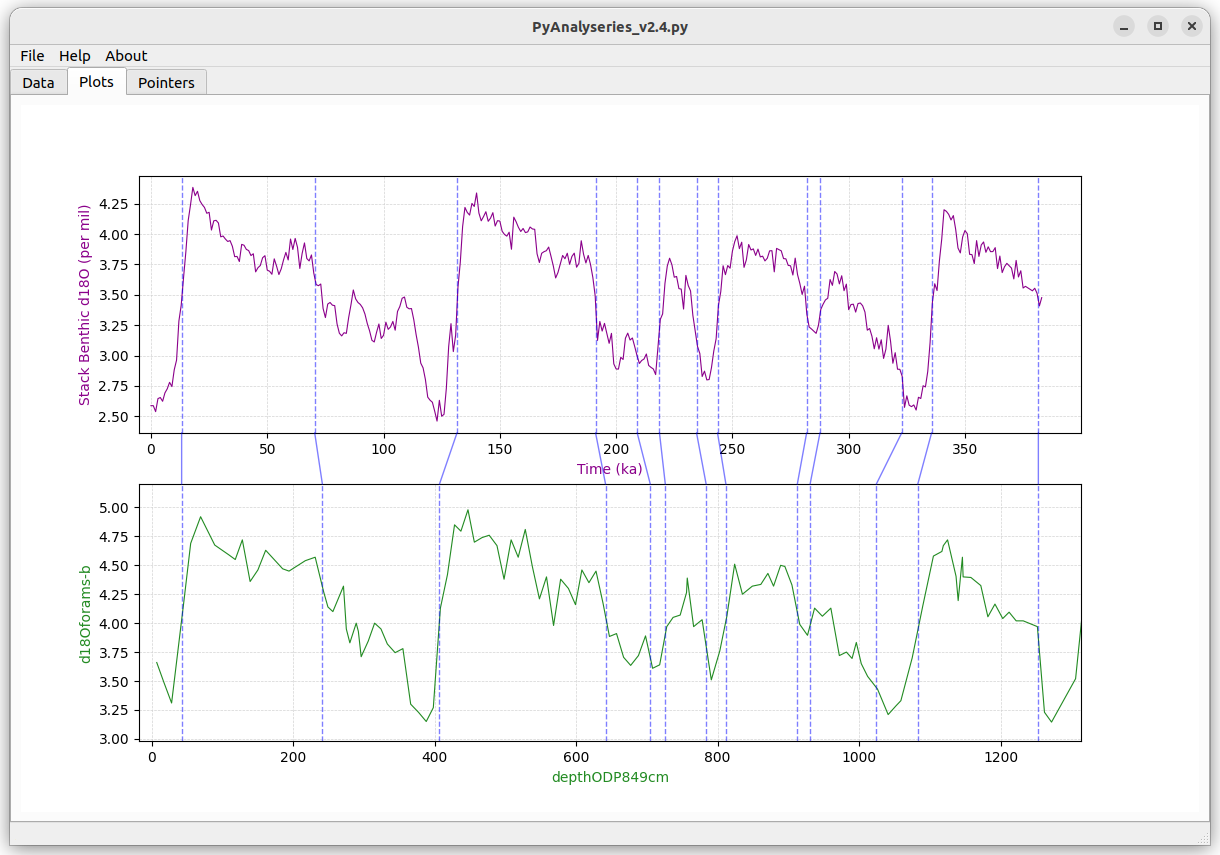 PyAnalyseries_v2.4.py
File Help About
Data Plots Pointers
Stack Benthic d18O (per mil)
4.25
4.00
3.75
3.50
3.25
3.00
2.75
2.50
0 50 100 150 200 250 300 350
Time (ka)
d18Oforams-b
5.00
4.75
4.50
4.25
4.00
3.75
3.50
3.25
3.00
0 200 400 600 800 1000 1200
depthODP849cm